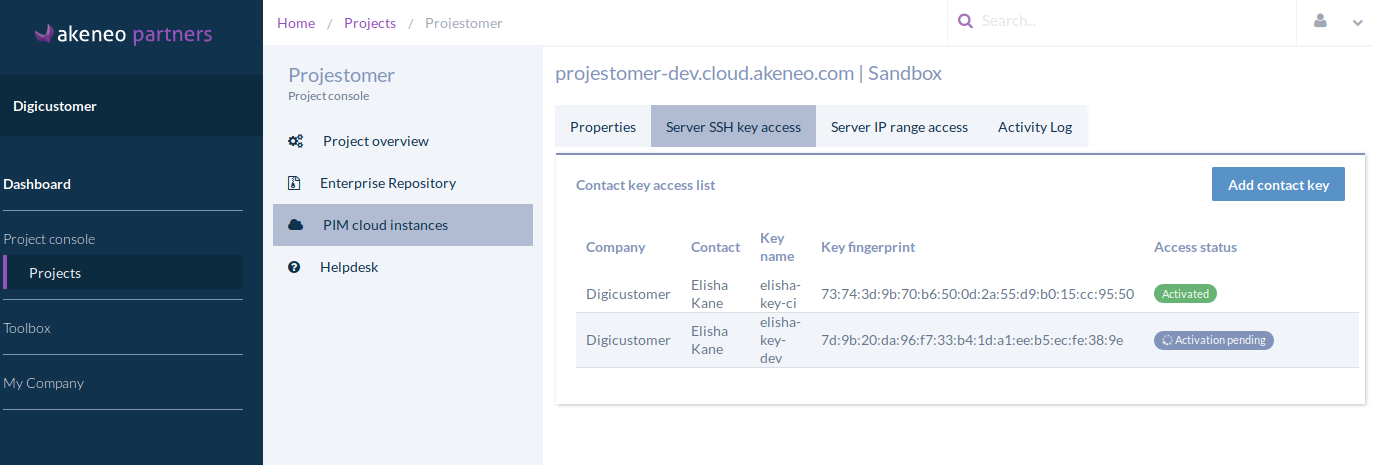 akeneo partners
Digicustomer
Dashboard
Project console
Projects
Toolbox
My Company
Home / Projects / Projestomer
Search...
Projestomer
Project console
Project overview
Enterprise Repository
PIM cloud instances
Helpdesk
projestomer-dev.cloud.akeneo.com | Sandbox
Properties
Server SSH key access
Server IP range access
Activity Log
Contact key access list
Add contact key
Company
Contact
Key
name
Key fingerprint
Access status
Digicustomer
Elisha
Kane
elisha-
key-ci
73:74:3d:9b:70:b6:50:0d:2a:55:d9:b0:15:cc:95:50
Activated
Digicustomer
Elisha
Kane
elisha-
key-
dev
7d:9b:20:da:96:f7:33:b4:1d:a1:ee:b5:ec:fe:38:9e
Activation pending